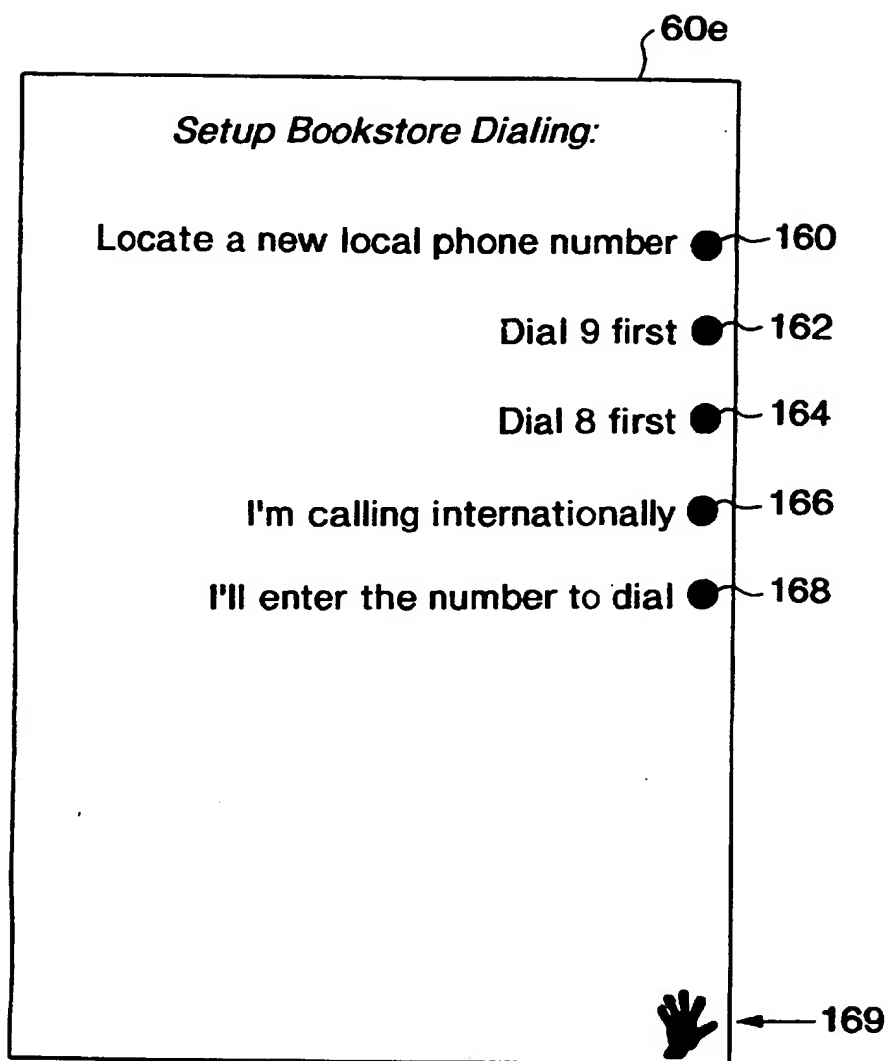 60e
Setup Bookstore Dialing:
Locate a new local phone number 160
Dial 9 first 162
Dial 8 first 164
I'm calling internationally 166
I'll enter the number to dial 168
169